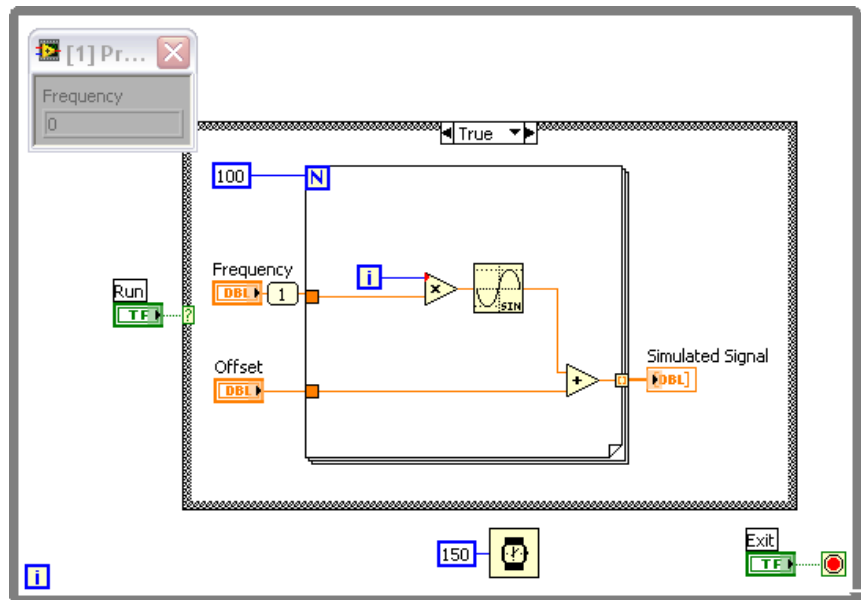 [1] Pr...
Frequency
0
True
100
N
Frequency
i
DBL
1
SIN
Run
TF
?
Offset
DBL
Simulated Signal
DBL]
150
Exit
TF
i